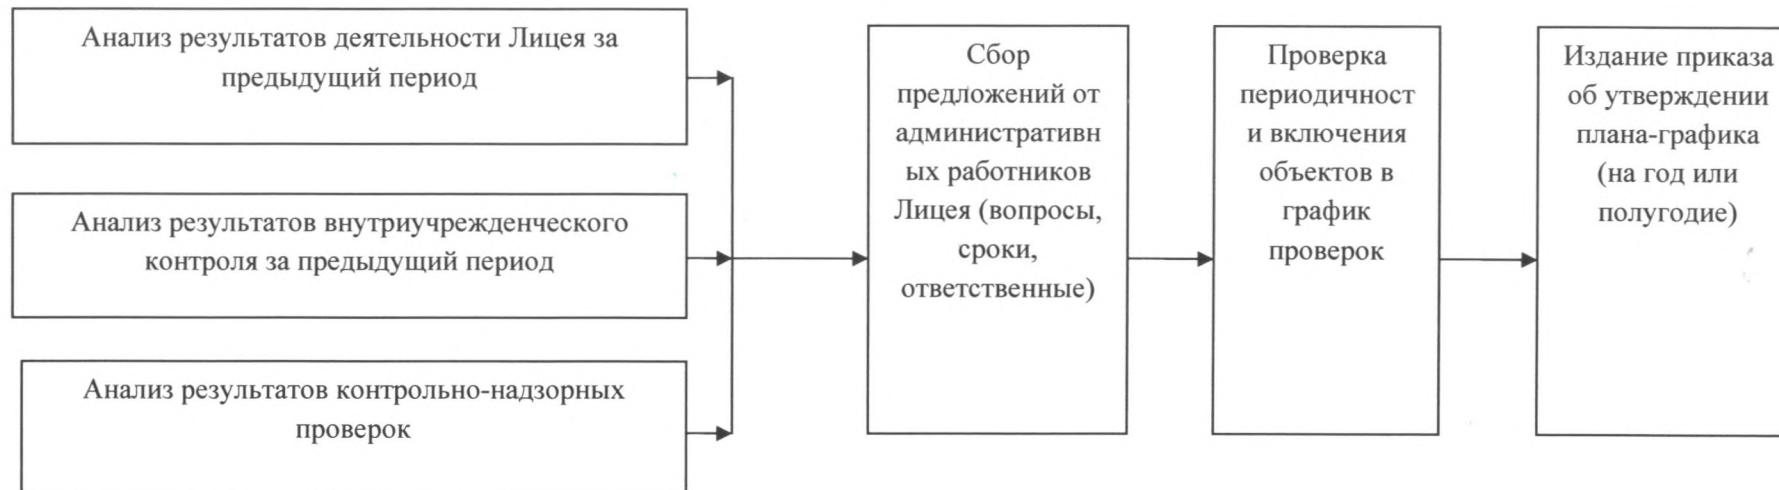 Анализ результатов деятельности Лицея за
предыдущий период
Анализ результатов внутриучрежденческого
контроля за предыдущий период
Анализ результатов контрольно-надзорных
проверок
Сбор
предложений от
административн
ых работников
Лицея (вопросы,
сроки,
ответственные)
Проверка
периодичност
и включения
объектов в
график
проверок
Издание приказа
об утверждении
плана-графика
(на год или
полугодие)